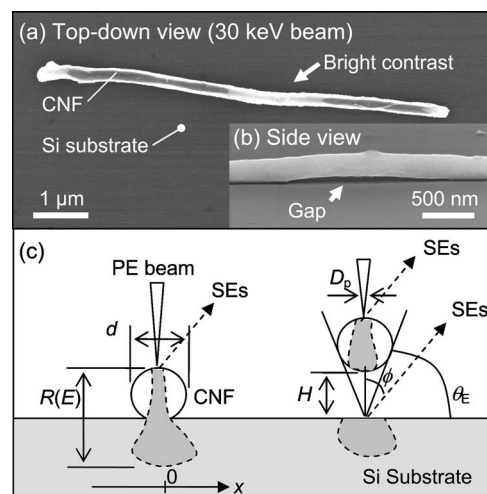 (a) Top-down view (30 keV beam)
Bright contrast
CNF
Si substrate
(b) Side view
1 µm
Gap
500 nm
(c)
SEs
PE beam
Dp
SEs
d
H
ϕ
θE
R(E)
CNF
0
x
Si Substrate